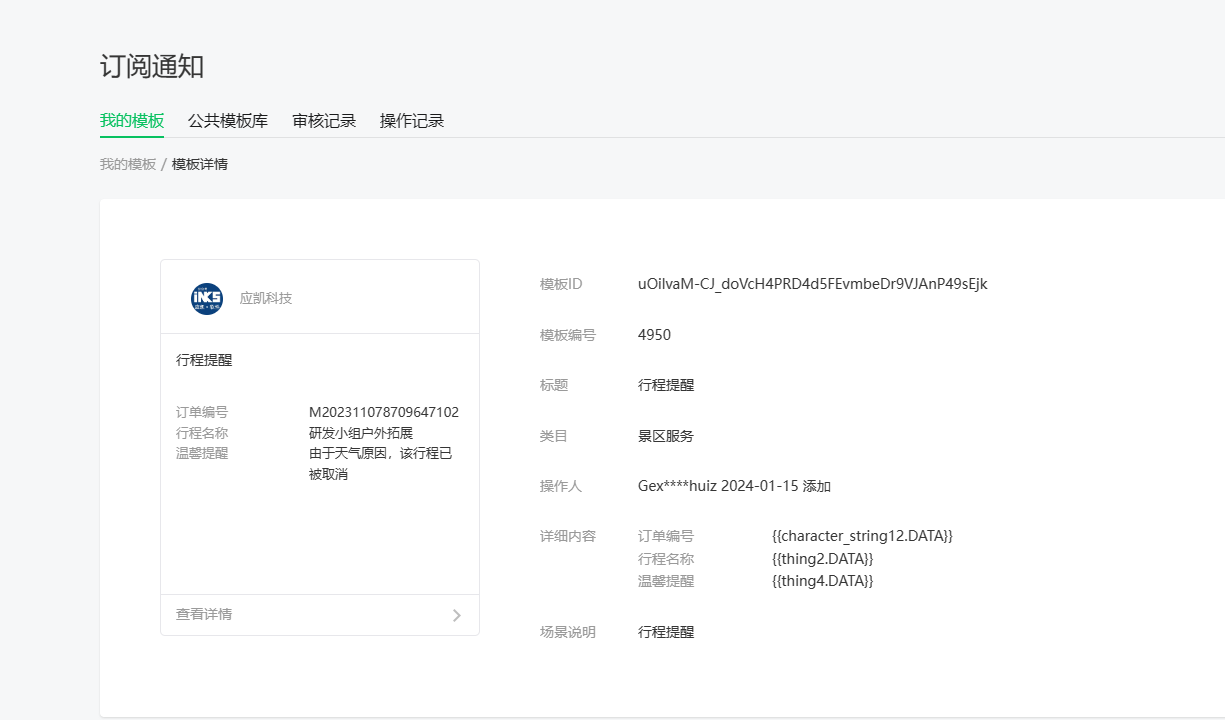 订阅通知
我的模板 公共模板库 审核记录 操作记录
我的模板 / 模板详情
iNKS
应凯科技
行程提醒
订单编号 M202311078709647102
行程名称 研发小组户外拓展
温馨提醒 由于天气原因，该行程已
被取消
查看详情
模板ID uOilvaM-CJ_doVcH4PRD4d5FEvmbeDr9VJAnP49sEjk
模板编号 4950
标题 行程提醒
类目 景区服务
操作人 Gex****huiz 2024-01-15 添加
详细内容 订单编号 {{character_string12.DATA}}
行程名称 {{thing2.DATA}}
温馨提醒 {{thing4.DATA}}
场景说明 行程提醒